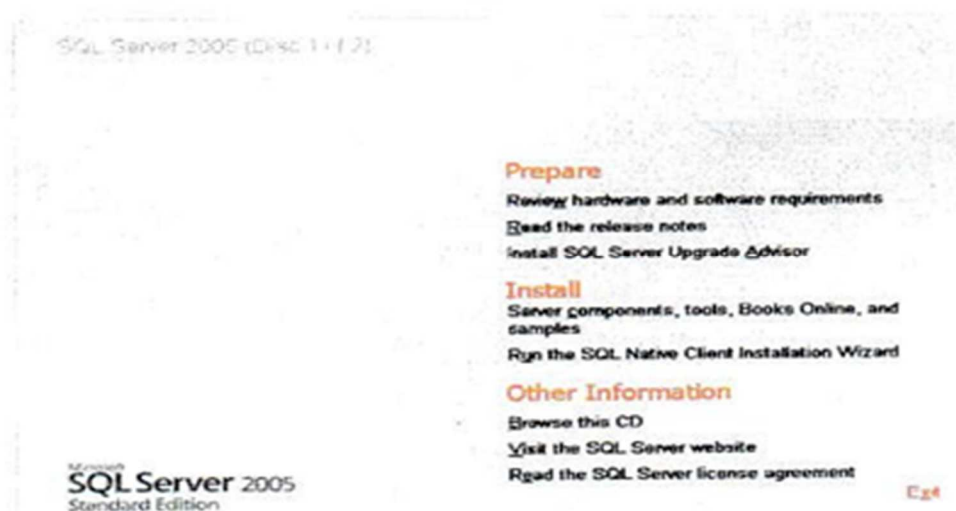 SQL Server 2005 (Disc 1 of 2)
Prepare
Review hardware and software requirements
Read the release notes
Install SQL Server Upgrade Advisor
Install
Server components, tools, Books Online, and
samples
Run the SQL Native Client Installation Wizard
Other Information
Browse this CD
Visit the SQL Server website
Read the SQL Server license agreement
Exit
Microsoft
SQL Server 2005
Standard Edition